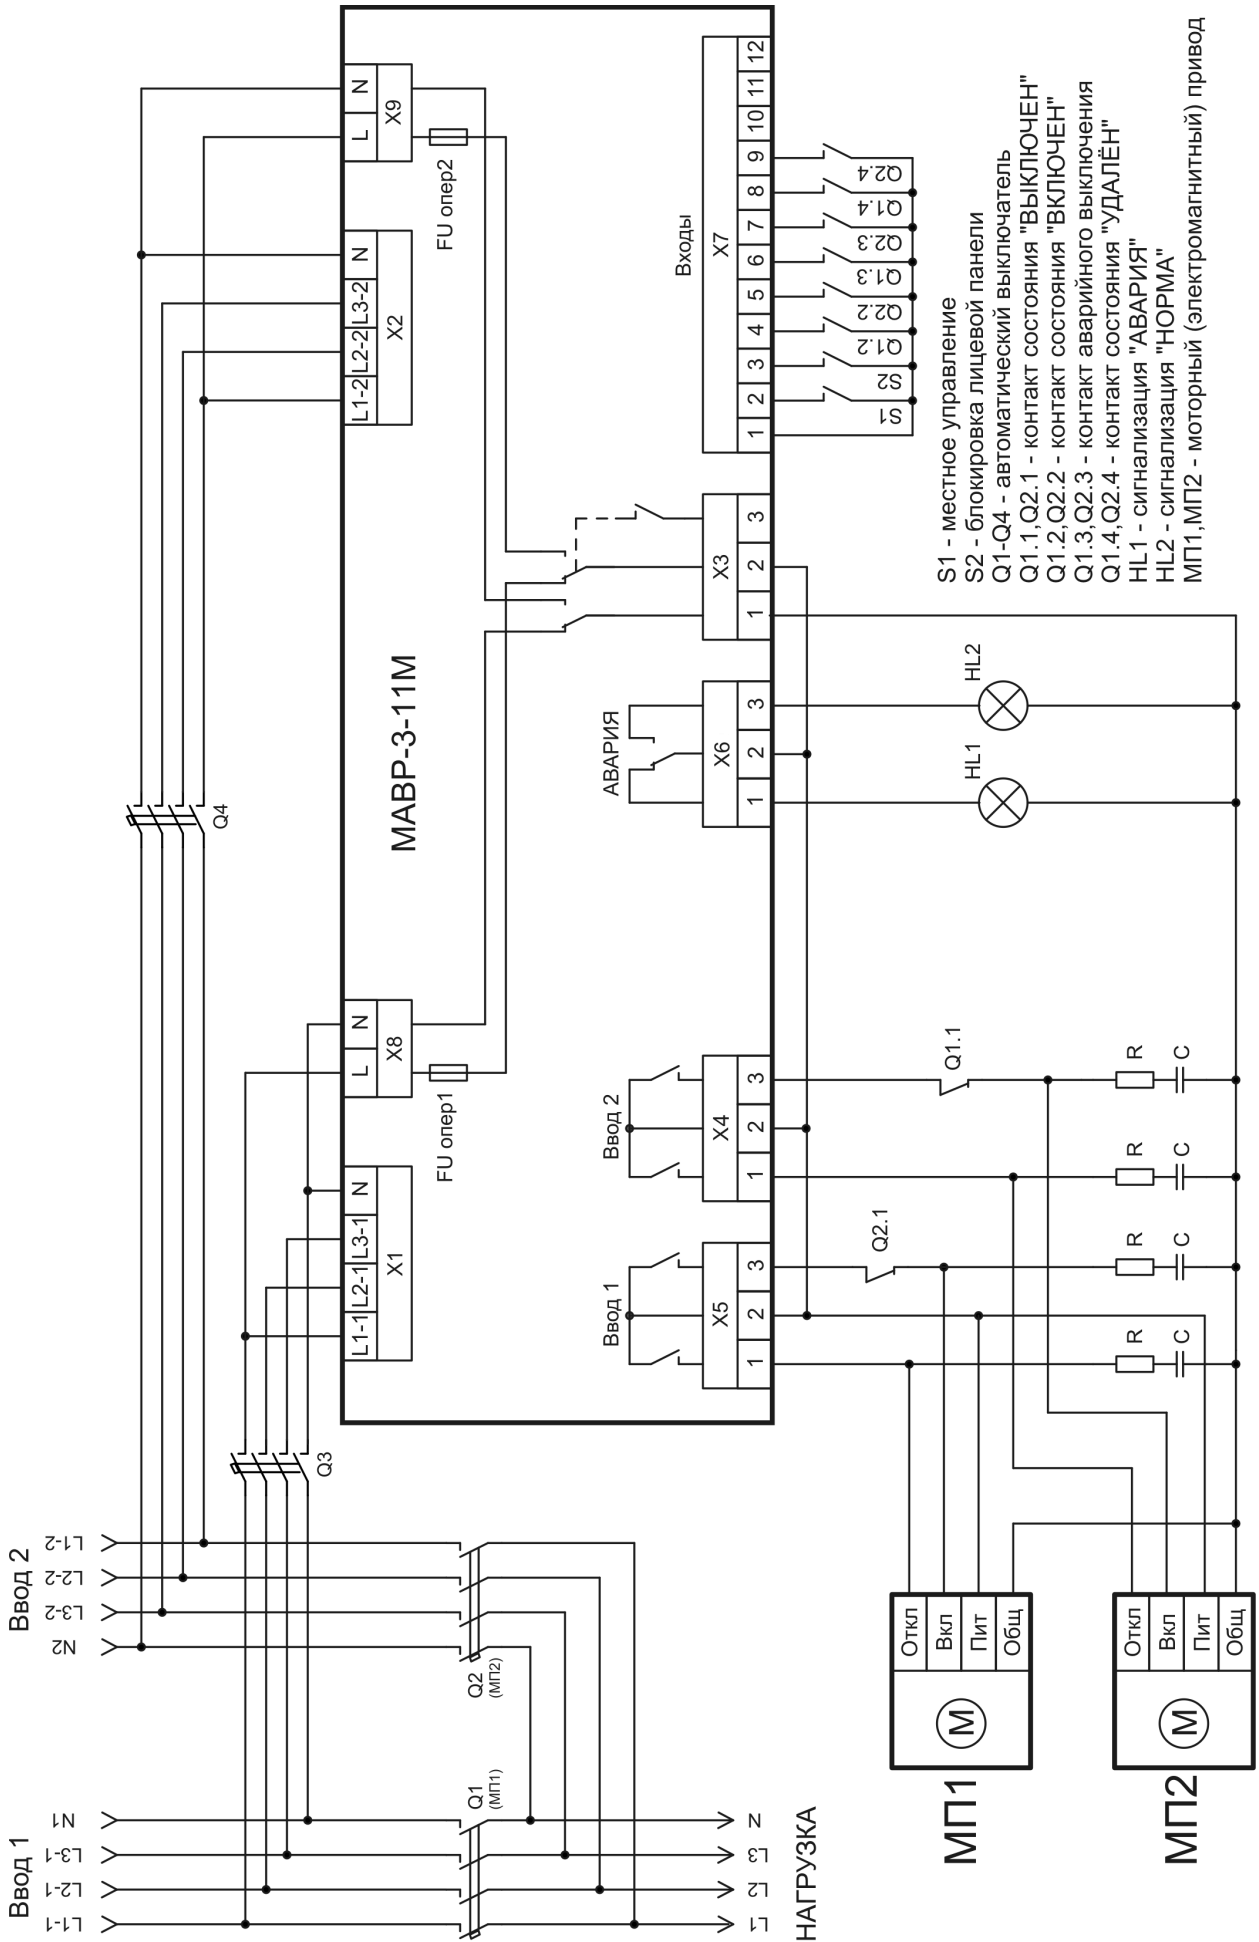 Ввод 1
L1-1
L2-1
L3-1
N1
Ввод 2
N2
L3-2
L2-2
L1-2
Q3
Q4
Q1
(МП1)
Q2
(МП2)
L1
L2
L3
N
НАГРУЗКА
МАВР-3-11М
L1-1
L2-1
L3-1
N
X1
L
N
X8
L1-2
L2-2
L3-2
N
X2
L
N
X9
FU опер1
FU опер2
Ввод 1
X5
1
2
3
Ввод 2
X4
1
2
3
АВАРИЯ
X6
1
2
3
X3
1
2
3
Входы
X7
1
2
3
4
5
6
7
8
9
10
11
12
S1
S2
Q1.2
Q2.2
Q1.3
Q2.3
Q1.4
Q2.4
HL1
HL2
Q2.1
Q1.1
R
C
R
C
R
C
R
C
МП1
М
Откл
Вкл
Пит
Общ
МП2
М
Откл
Вкл
Пит
Общ
S1 - местное управление
S2 - блокировка лицевой панели
Q1-Q4 - автоматический выключатель
Q1.1,Q2.1 - контакт состояния "ВЫКЛЮЧЕН"
Q1.2,Q2.2 - контакт состояния "ВКЛЮЧЕН"
Q1.3,Q2.3 - контакт аварийного выключения
Q1.4,Q2.4 - контакт состояния "УДАЛЁН"
HL1 - сигнализация "АВАРИЯ"
HL2 - сигнализация "НОРМА"
МП1,МП2 - моторный (электромагнитный) привод